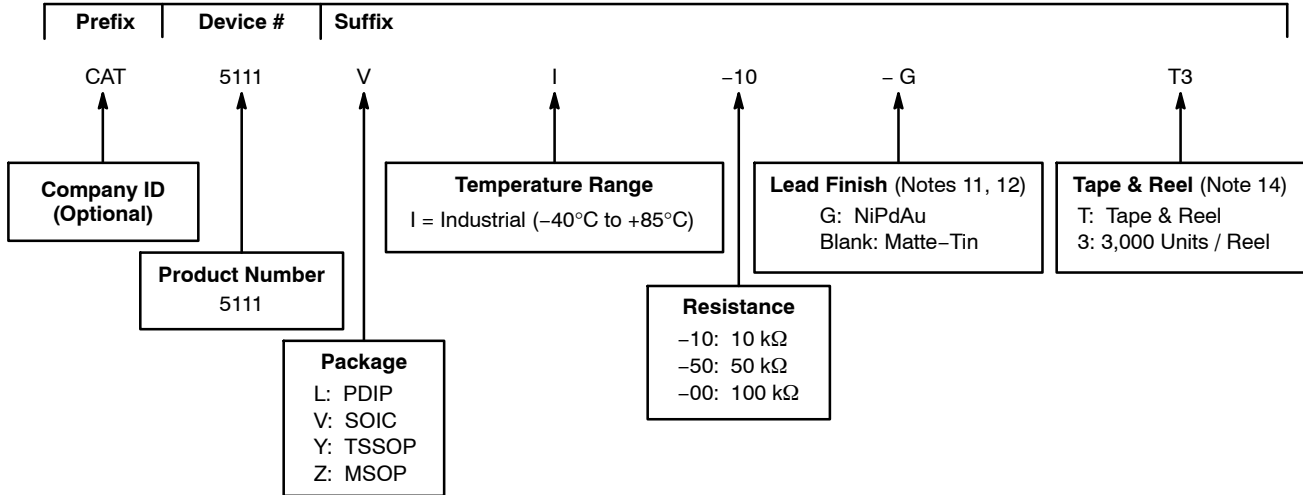 Prefix Device # Suffix
CAT 5111 V I −10 − G T3
Company ID
(Optional)
Product Number
5111
Package
L: PDIP
V: SOIC
Y: TSSOP
Z: MSOP
Temperature Range
I = Industrial (−40°C to +85°C)
Resistance
−10: 10 kΩ
−50: 50 kΩ
−00: 100 kΩ
Lead Finish (Notes 11, 12)
G: NiPdAu
Blank: Matte−Tin
Tape & Reel (Note 14)
T: Tape & Reel
3: 3,000 Units / Reel